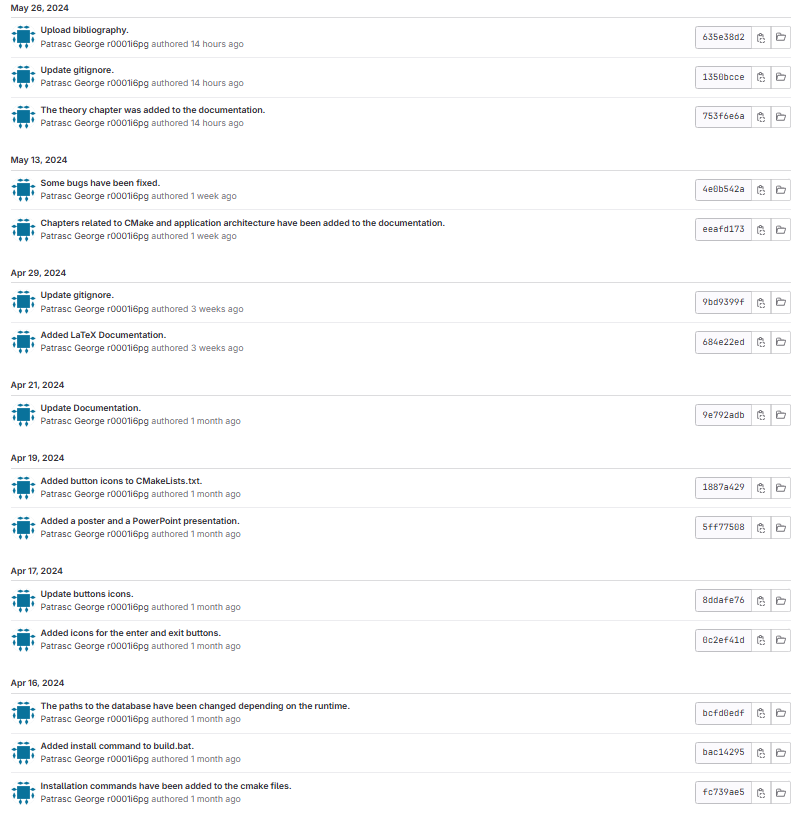 May 26, 2024
Upload bibliography.
Patrasc George r0001i6pg authored 14 hours ago
635e38d2
Update gitignore.
Patrasc George r0001i6pg authored 14 hours ago
1350bcce
The theory chapter was added to the documentation.
Patrasc George r0001i6pg authored 14 hours ago
753f6e6a
May 13, 2024
Some bugs have been fixed.
Patrasc George r0001i6pg authored 1 week ago
4e0b542a
Chapters related to CMake and application architecture have been added to the documentation.
Patrasc George r0001i6pg authored 1 week ago
eeafd173
Apr 29, 2024
Update gitignore.
Patrasc George r0001i6pg authored 3 weeks ago
9bd9399f
Added LaTeX Documentation.
Patrasc George r0001i6pg authored 3 weeks ago
684e22ed
Apr 21, 2024
Update Documentation.
Patrasc George r0001i6pg authored 1 month ago
9e792adb
Apr 19, 2024
Added button icons to CMakeLists.txt.
Patrasc George r0001i6pg authored 1 month ago
1887a429
Added a poster and a PowerPoint presentation.
Patrasc George r0001i6pg authored 1 month ago
5ff77508
Apr 17, 2024
Update buttons icons.
Patrasc George r0001i6pg authored 1 month ago
8ddafe76
Added icons for the enter and exit buttons.
Patrasc George r0001i6pg authored 1 month ago
0c2ef41d
Apr 16, 2024
The paths to the database have been changed depending on the runtime.
Patrasc George r0001i6pg authored 1 month ago
bcfd0edf
Added install command to build.bat.
Patrasc George r0001i6pg authored 1 month ago
bac14295
Installation commands have been added to the cmake files.
Patrasc George r0001i6pg authored 1 month ago
fc739ae5